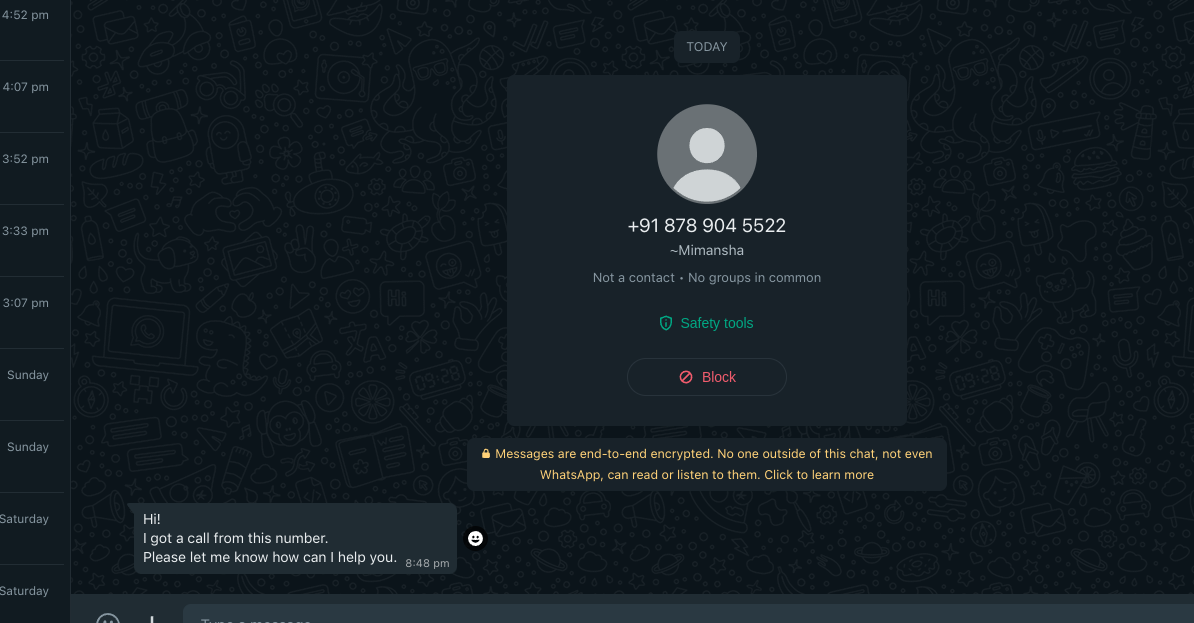 4:52 pm
4:07 pm
3:52 pm
3:33 pm
3:07 pm
Sunday
Sunday
Saturday
Saturday
TODAY
+91 878 904 5522
~Mimansha
Not a contact • No groups in common
Safety tools
Block
Messages are end-to-end encrypted. No one outside of this chat, not even
WhatsApp, can read or listen to them. Click to learn more
Hi!
I got a call from this number.
Please let me know how can I help you.
8:48 pm
Type a message